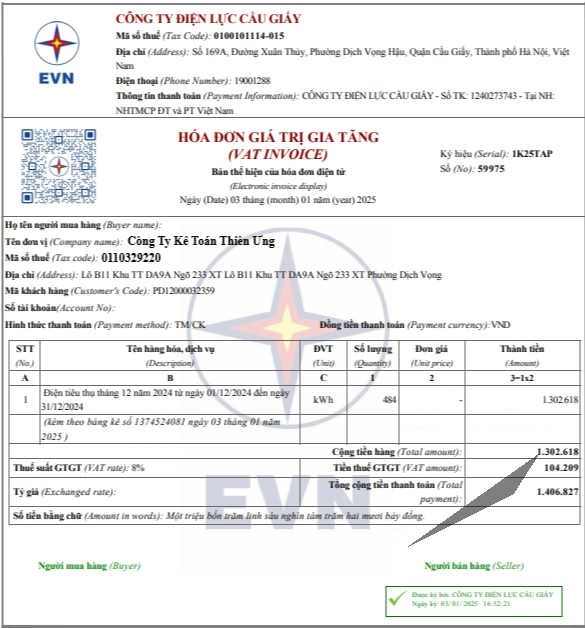 CÔNG TY ĐIỆN LỰC CẦU GIẤY
Mã số thuế (Tax Code): 0100101114-015
Địa chỉ (Address): Số 169A, Đường Xuân Thủy, Phường Dịch Vọng Hậu, Quận Cầu Giấy, Thành phố Hà Nội, Việt
Nam
Điện thoại (Phone Number): 19001288
Thông tin thanh toán (Payment Information): CÔNG TY ĐIỆN LỰC CẦU GIẤY - Số TK: 1240273743 - Tại NH:
NHTMCP ĐT và PT Việt Nam
EVN
HÓA ĐƠN GIÁ TRỊ GIA TĂNG
(VAT INVOICE)
Bản thể hiện của hóa đơn điện tử
(Electronic invoice display)
Ngày (Date) 03 tháng (month) 01 năm (year) 2025
Ký hiệu (Serial): 1K25TAP
Số (No): 59975
Họ tên người mua hàng (Buyer name):
Tên đơn vị (Company name): Công Ty Kế Toán Thiên Ưng
Mã số thuế (Tax code): 0110329220
Địa chỉ (Address): Lô B11 Khu TT DA9A Ngõ 233 XT Lô B11 Khu TT DA9A Ngõ 233 XT Phường Dịch Vọng
Mã khách hàng (Customer's Code): PD12000032359
Số tài khoản(Account No):
Hình thức thanh toán (Payment method): TM/CK Đồng tiền thanh toán (Payment currency):VND
STT Tên hàng hóa, dịch vụ ĐVT Số lượng Đơn giá Thành tiền
(No.) (Description) (Unit) (Quantity) (Unit price) (Amount)
A B C 1 2 3=1x2
1 Điện tiêu thụ tháng 12 năm 2024 từ ngày 01/12/2024 đến ngày
31/12/2024 kWh 484 - 1.302.618
(kèm theo bảng kê số 1374524081 ngày 03 tháng 01 năm
2025 )
Cộng tiền hàng (Total amount): 1.302.618
Thuế suất GTGT (VAT rate): 8% Tiền thuế GTGT (VAT amount): 104.209
Tỷ giá (Exchanged rate): Tổng cộng tiền thanh toán (Total
payment): 1.406.827
Số tiền bằng chữ (Amount in words): Một triệu bốn trăm linh sáu nghìn tám trăm hai mươi bảy đồng.
EVN
Người mua hàng (Buyer) Người bán hàng (Seller)
Được ký bởi: CÔNG TY ĐIỆN LỰC CẦU GIẤY
Ngày ký: 03/ 01/ 2025 16:52:21